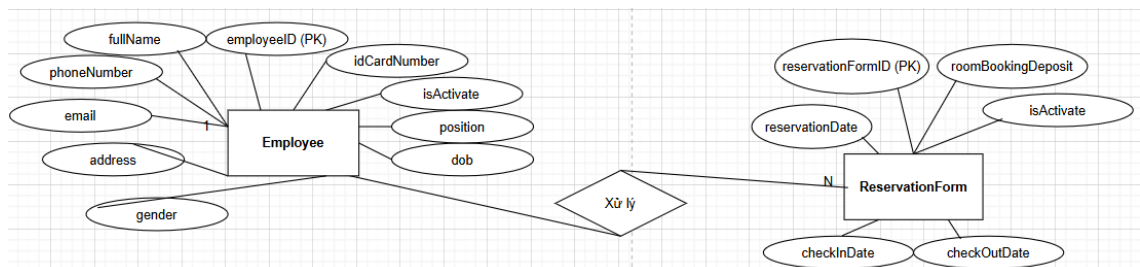 fullName
employeeID (PK)
idCardNumber
phoneNumber
isActivate
email
1
Employee
position
address
dob
gender
Xử lý
reservationFormID (PK)
roomBookingDeposit
reservationDate
isActivate
N
ReservationForm
checkInDate
checkOutDate